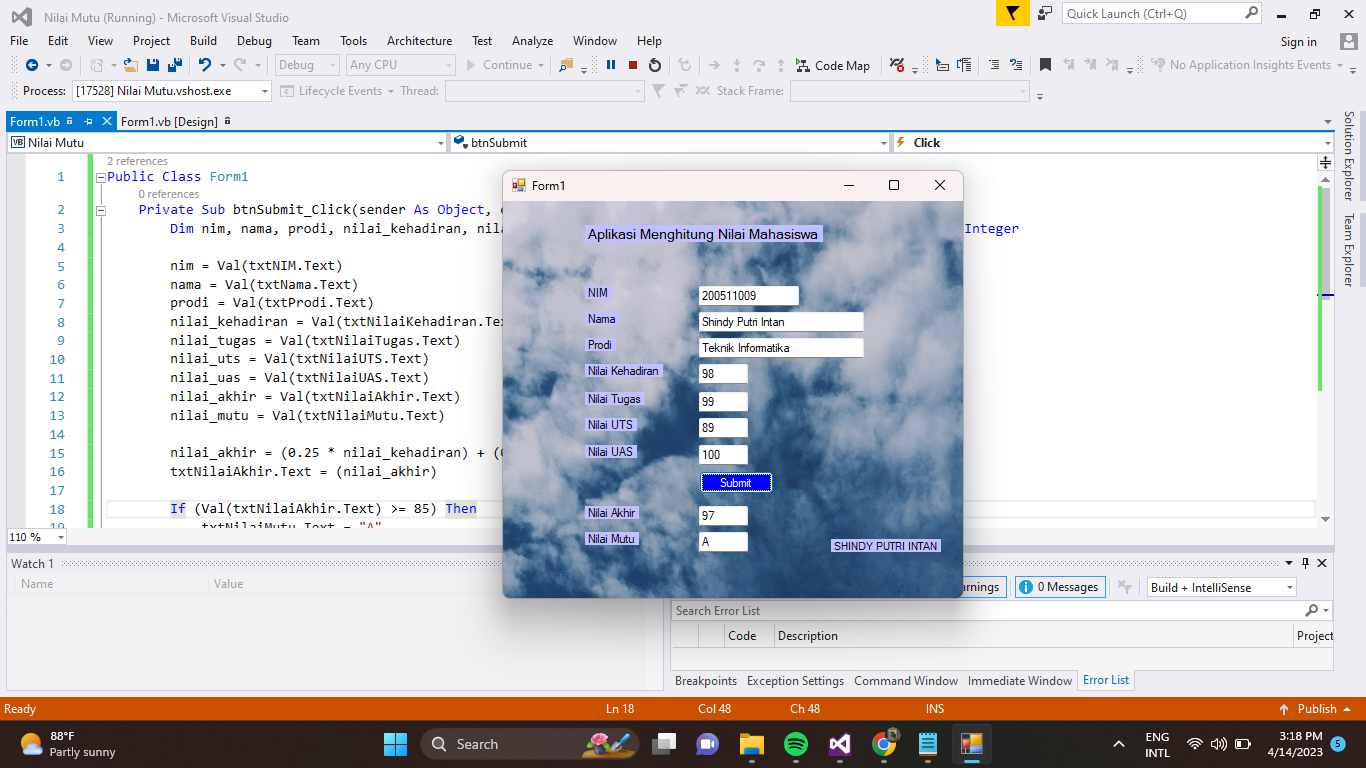 Nilai Mutu (Running) - Microsoft Visual Studio
Quick Launch (Ctrl+Q)
File Edit View Project Build Debug Team Tools Architecture Test Analyze Window Help
Sign in
Debug Any CPU Continue Code Map No Application Insights Events
Process: [17528] Nilai Mutu.vshost.exe Lifecycle Events Thread: Stack Frame:
Form1.vb Form1.vb [Design]
VB Nilai Mutu btnSubmit Click
Solution Explorer
Team Explorer
2 references
1 Public Class Form1
0 references
2 Private Sub btnSubmit_Click(sender As Object,
3 Dim nim, nama, prodi, nilai_kehadiran, Integer
4
5 nim = Val(txtNIM.Text)
6 nama = Val(txtNama.Text)
7 prodi = Val(txtProdi.Text)
8 nilai_kehadiran = Val(txtNilaiKehadiran.Te
9 nilai_tugas = Val(txtNilaiTugas.Text)
10 nilai_uts = Val(txtNilaiUTS.Text)
11 nilai_uas = Val(txtNilaiUAS.Text)
12 nilai_akhir = Val(txtNilaiAkhir.Text)
13 nilai_mutu = Val(txtNilaiMutu.Text)
14
15 nilai_akhir = (0.25 * nilai_kehadiran) + (
16 txtNilaiAkhir.Text = (nilai_akhir)
17
18 If (Val(txtNilaiAkhir.Text) >= 85) Then
19 txtNilaiMutu.Text = "A"
110 %
Form1
Aplikasi Menghitung Nilai Mahasiswa
NIM 200511009
Nama Shindy Putri Intan
Prodi Teknik Informatika
Nilai Kehadiran 98
Nilai Tugas 99
Nilai UTS 89
Nilai UAS 100
Submit
Nilai Akhir 97
Nilai Mutu A
SHINDY PUTRI INTAN
Watch 1
Name Value
arnings 0 Messages Build + IntelliSense
Search Error List
Code Description Project
Breakpoints Exception Settings Command Window Immediate Window Error List
Ready Ln 18 Col 48 Ch 48 INS Publish
88°F
Partly sunny
Search
ENG
INTL
3:18 PM
4/14/2023
5